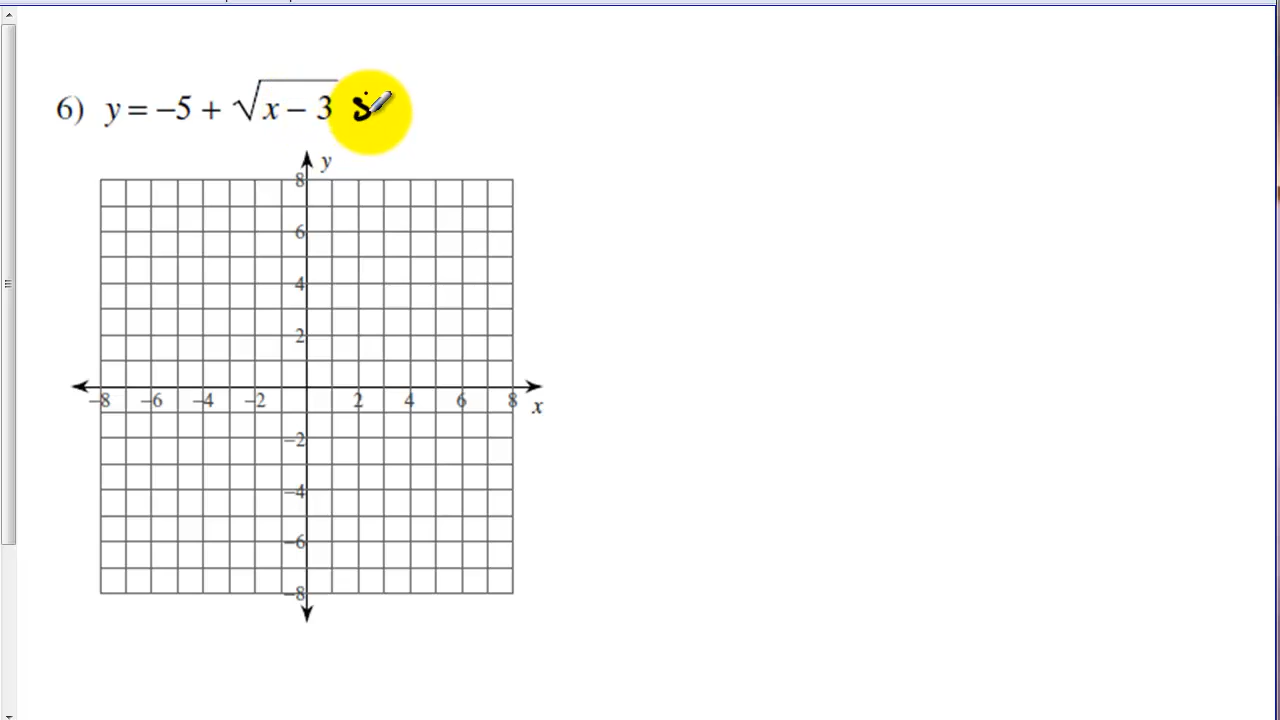 6) y = –5 + √x – 3 s
y
8
6
4
2
–8 –6 –4 –2 2 4 6 8 x
–2
–4
–6
–8